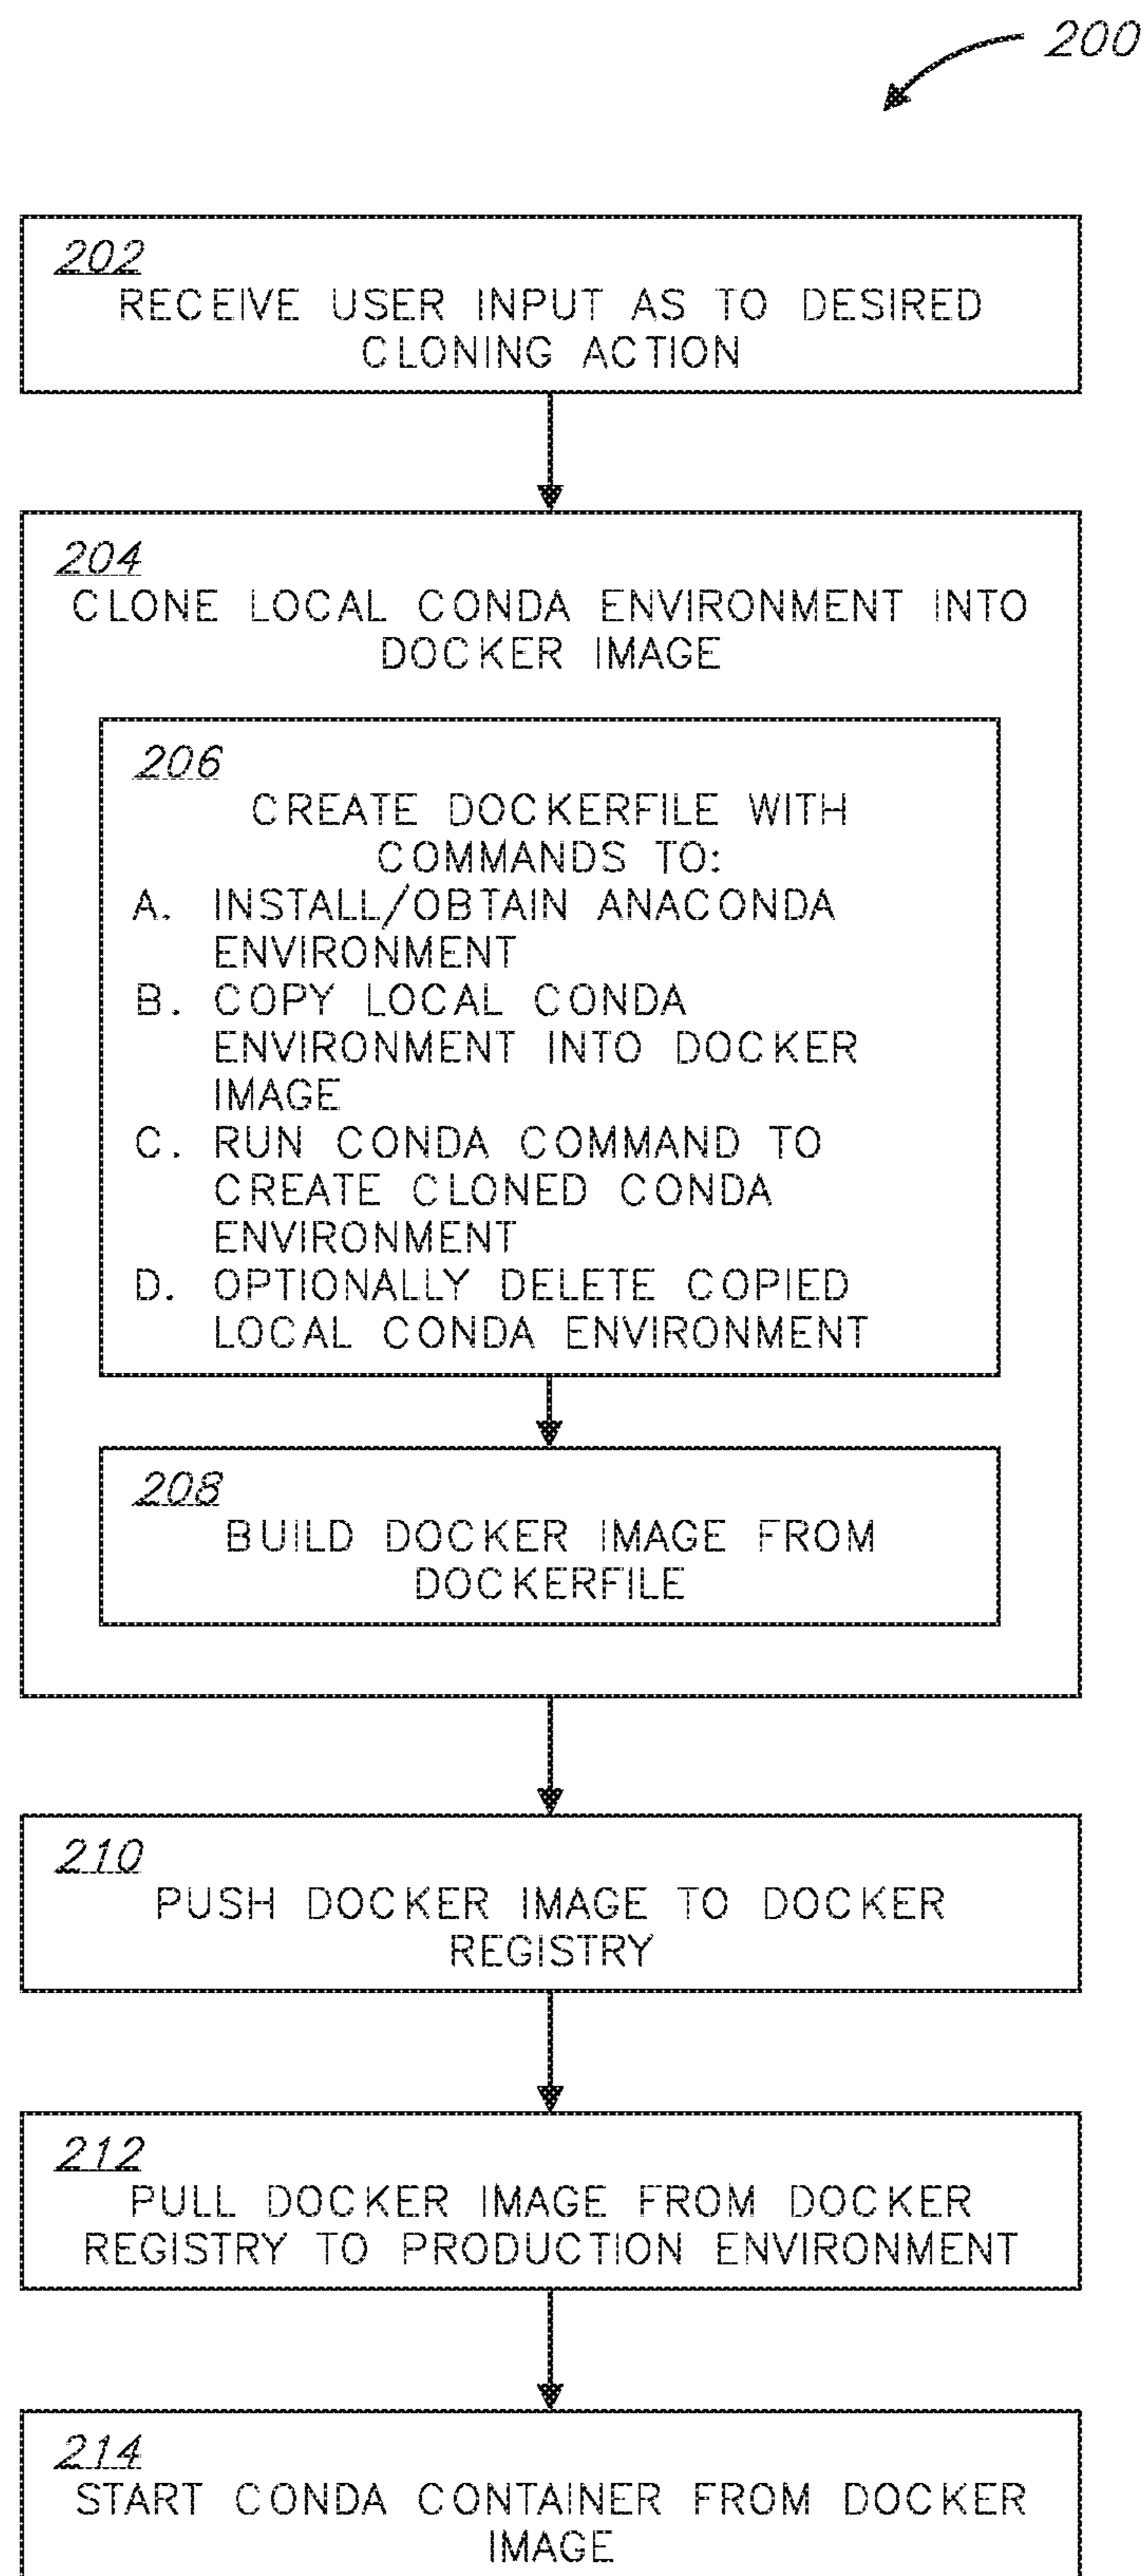 200
202
RECEIVE USER INPUT AS TO DESIRED
CLONING ACTION
204
CLONE LOCAL CONDA ENVIRONMENT INTO
DOCKER IMAGE
206
CREATE DOCKERFILE WITH
COMMANDS TO:
A. INSTALL/OBTAIN ANACONDA
ENVIRONMENT
B. COPY LOCAL CONDA
ENVIRONMENT INTO DOCKER
IMAGE
C. RUN CONDA COMMAND TO
CREATE CLONED CONDA
ENVIRONMENT
D. OPTIONALLY DELETE COPIED
LOCAL CONDA ENVIRONMENT
208
BUILD DOCKER IMAGE FROM
DOCKERFILE
210
PUSH DOCKER IMAGE TO DOCKER
REGISTRY
212
PULL DOCKER IMAGE FROM DOCKER
REGISTRY TO PRODUCTION ENVIRONMENT
214
START CONDA CONTAINER FROM DOCKER
IMAGE